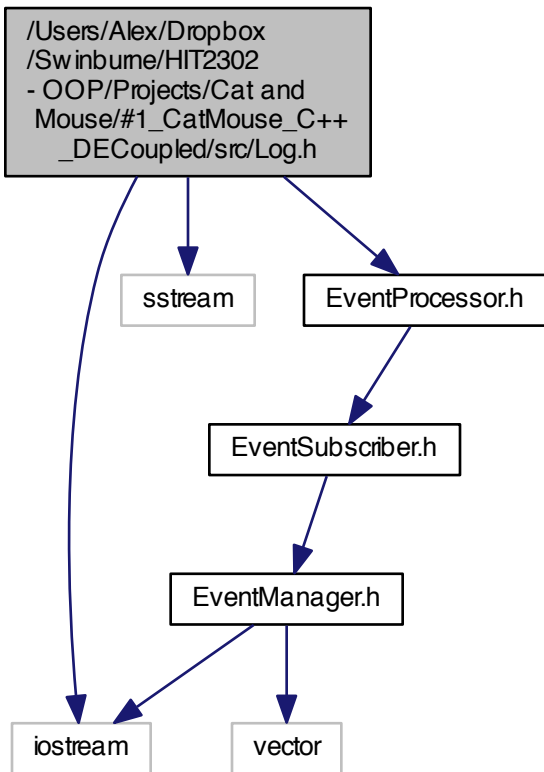 /Users/Alex/Dropbox
/Swinburne/HIT2302
- OOP/Projects/Cat and
Mouse/#1_CatMouse_C++
_DECoupled/src/Log.h
sstream
EventProcessor.h
EventSubscriber.h
EventManager.h
iostream
vector